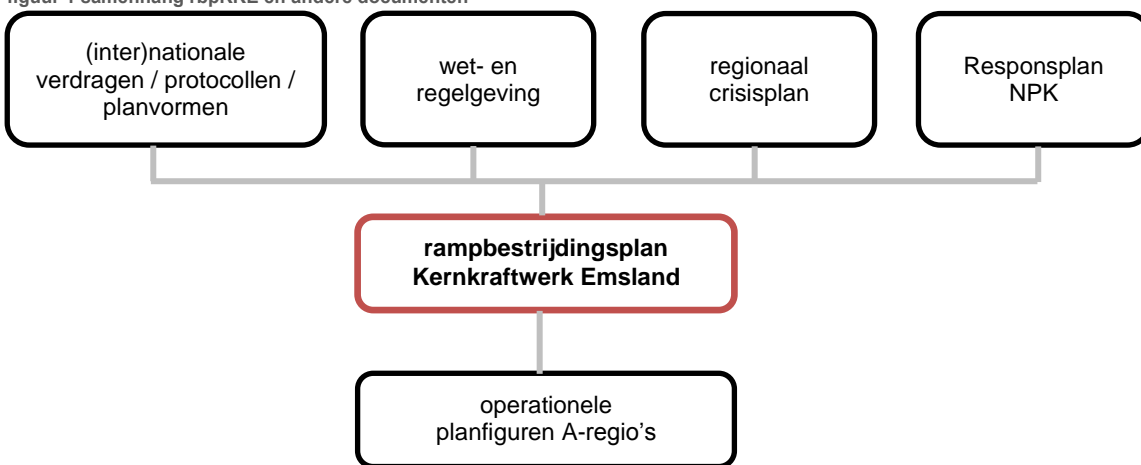 (inter)nationale
verdragen / protocollen /
planvormen
wet- en
regelgeving
regionaal
crisisplan
Responsplan
NPK
rampbestrijdingsplan
Kernkraftwerk Emsland
operationele
planfiguren A-regio’s